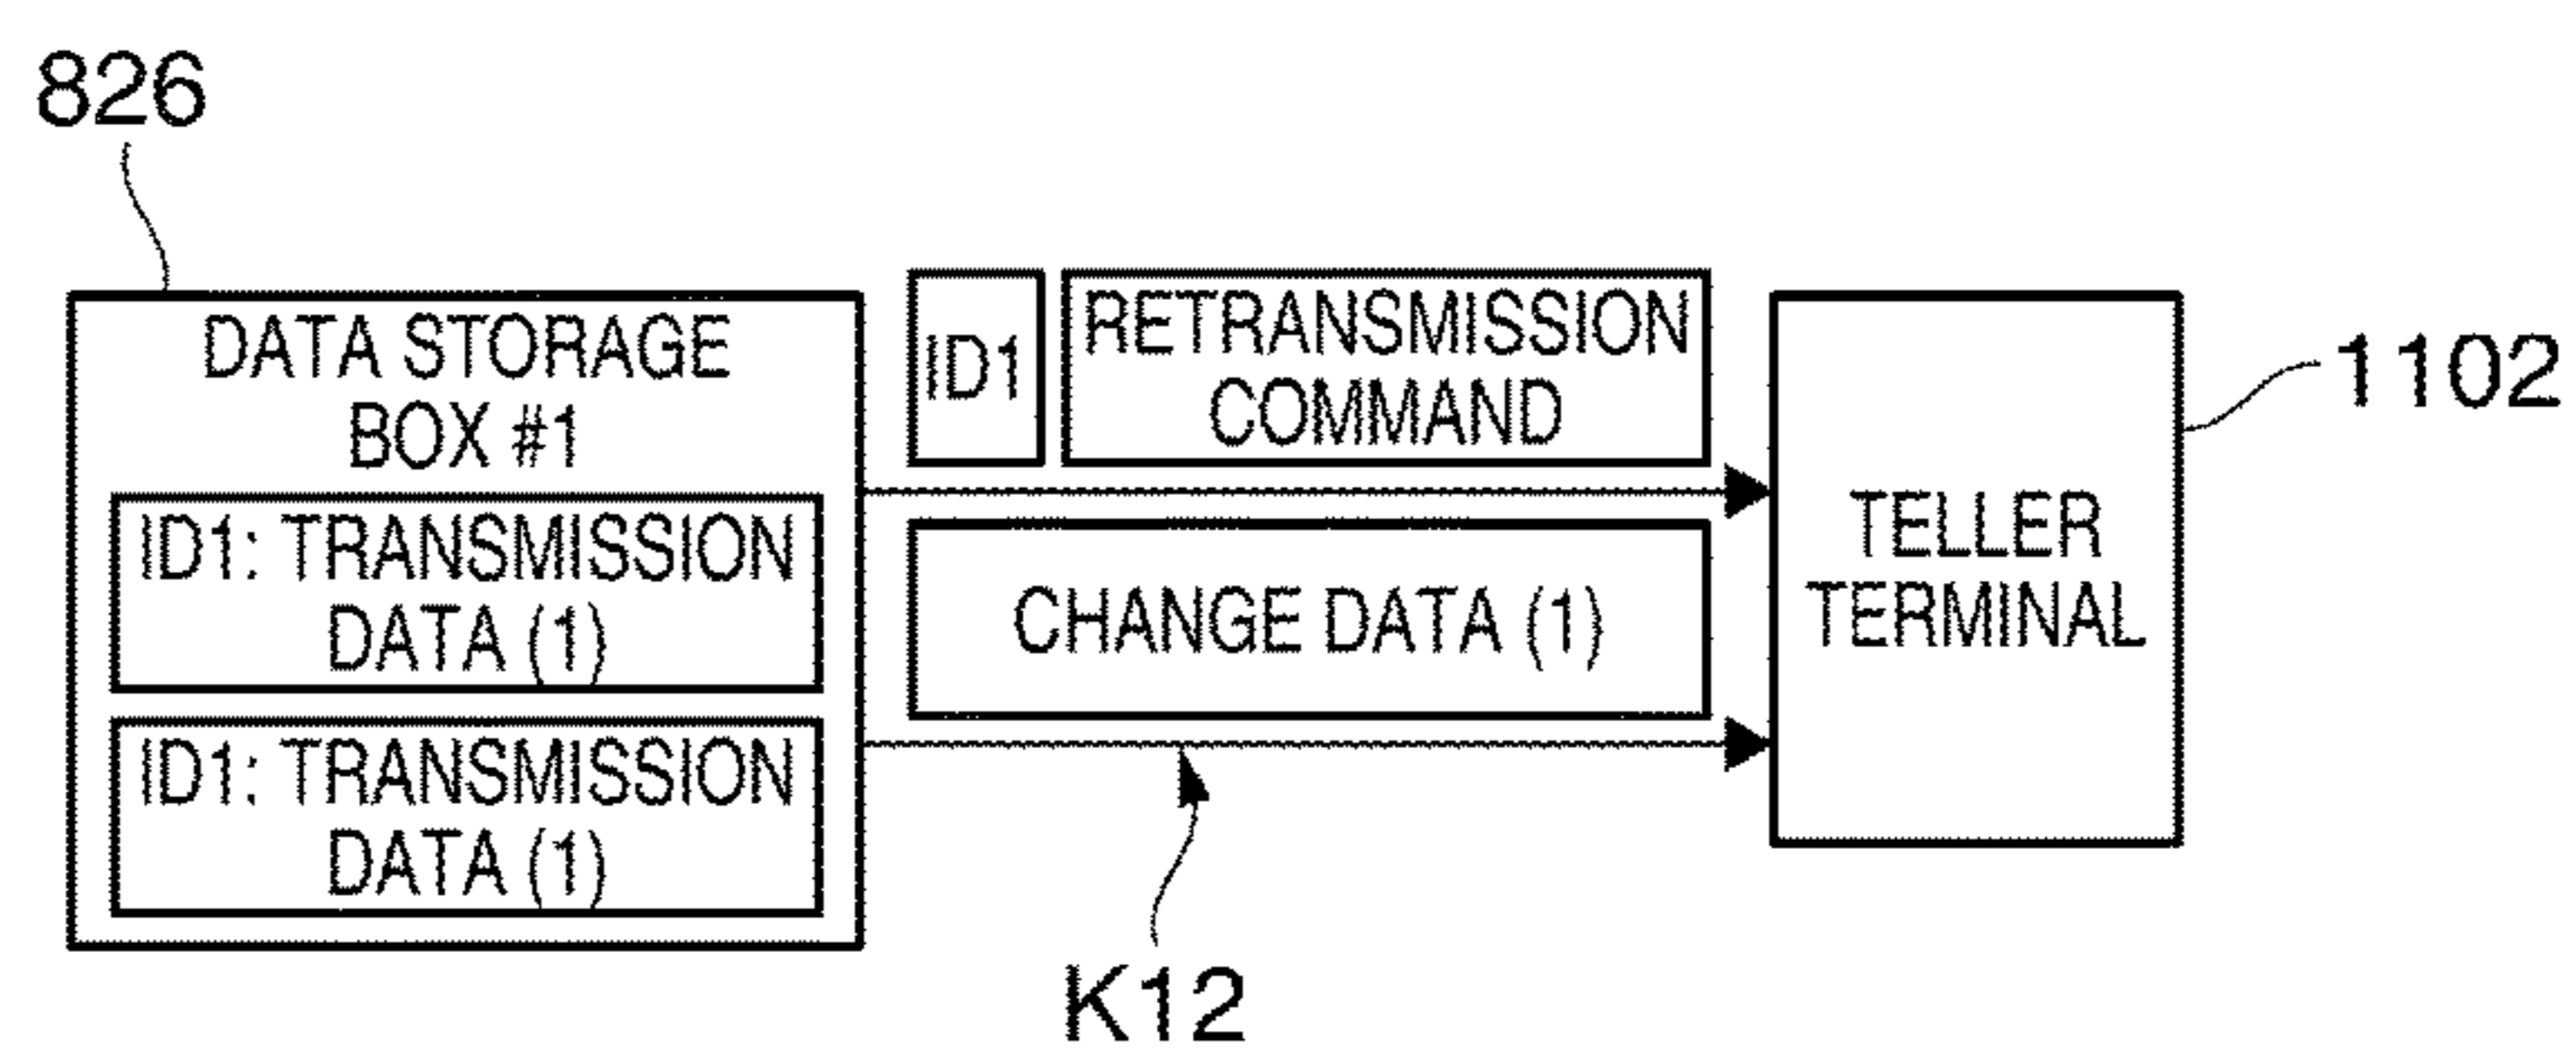 826
DATA STORAGE
BOX #1
ID1: TRANSMISSION
DATA (1)
ID1: TRANSMISSION
DATA (1)
ID1
RETRANSMISSION
COMMAND
CHANGE DATA (1)
K12
TELLER
TERMINAL
1102